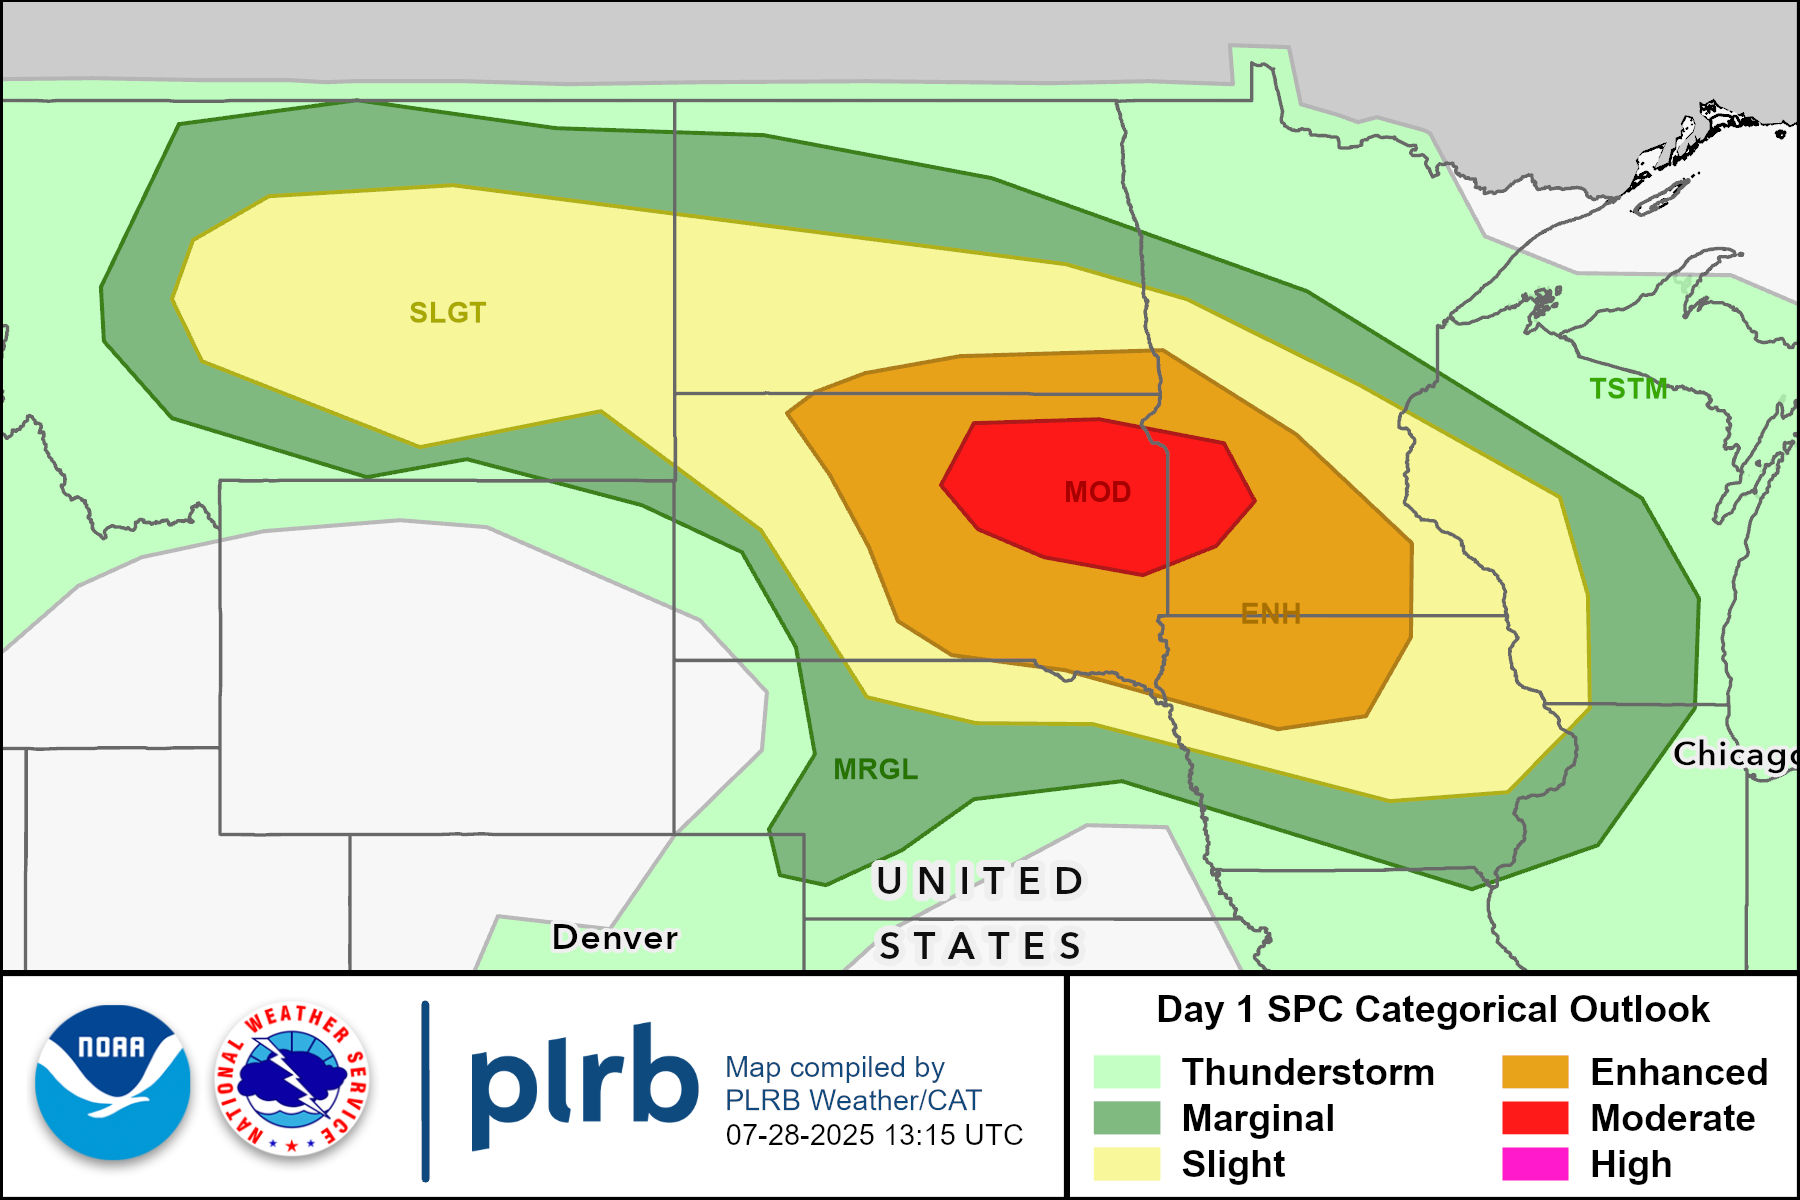 SLGT
TSTM
MOD
ENH
Chicago
MRGL
UNITED
STATES
Denver
NOAA
NATIONAL WEATHER SERVICE
plrb
Map compiled by
PLRB Weather/CAT
07-28-2025 13:15 UTC
Day 1 SPC Categorical Outlook
Thunderstorm
Enhanced
Marginal
Moderate
Slight
High